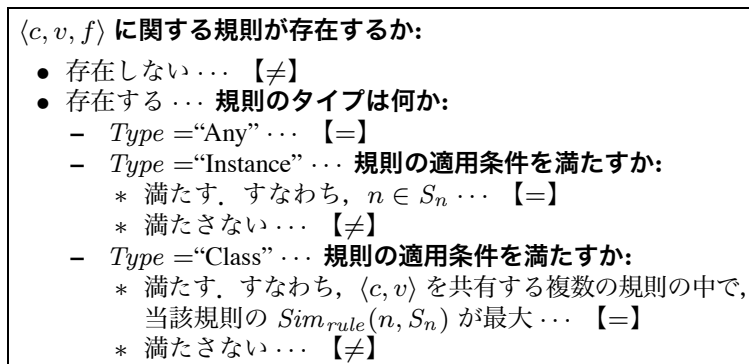 ⟨c, v, f⟩ に関する規則が存在するか:
• 存在しない ··· 【≠】
• 存在する ··· 規則のタイプは何か:
– Type =“Any” ··· 【=】
– Type =“Instance” ··· 規則の適用条件を満たすか:
∗ 満たす．すなわち，n ∈ Sn ··· 【=】
∗ 満たさない ··· 【≠】
– Type =“Class” ··· 規則の適用条件を満たすか:
∗ 満たす．すなわち，⟨c, v⟩ を共有する複数の規則の中で，
当該規則の Simrule(n, Sn) が最大 ··· 【=】
∗ 満たさない ··· 【≠】